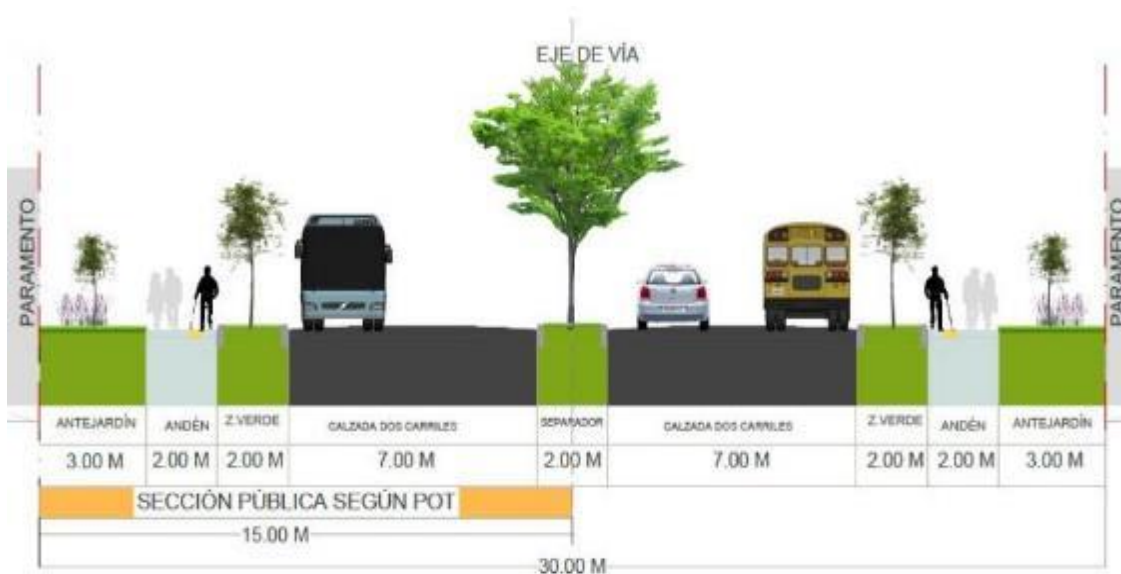 EJE DE VÍA
PARAMENTO
PARAMENTO
ANTEJARDÍN ANDÉN Z.VERDE CALZADA DOS CARRILES SEPARADOR CALZADA DOS CARRILES Z.VERDE ANDÉN ANTEJARDÍN
3.00 M 2.00 M 2.00 M 7.00 M 2.00 M 7.00 M 2.00 M 2.00 M 3.00 M
SECCIÓN PÚBLICA SEGÚN POT
15.00 M
30.00 M